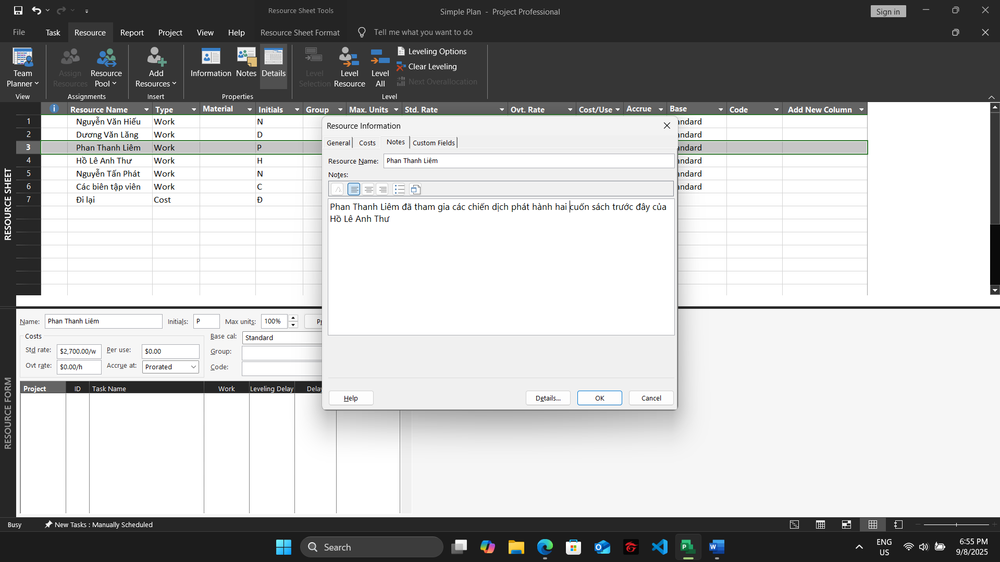 Resource Sheet Tools
Simple Plan - Project Professional
Sign in
File Task Resource Report Project View Help Resource Sheet Format Tell me what you want to do
Team Planner
View
Assign Resources
Resource Pool
Assignments
Add Resources
Insert
Information
Notes
Details
Properties
Level Selection
Level Resource
Level All
Leveling Options
Clear Leveling
Next Overallocation
Level
RESOURCE SHEET
Resource Name Type Material Initials Group Max. Units Std. Rate Ovt. Rate Cost/Use Accrue Base Code Add New Column
1 Nguyễn Văn Hiếu Work N andard
2 Dương Văn Lăng Work D andard
3 Phan Thanh Liêm Work P andard
4 Hồ Lê Anh Thư Work H andard
5 Nguyễn Tấn Phát Work N andard
6 Các biên tập viên Work C andard
7 Đi lại Cost Đ
Resource Information
General Costs Notes Custom Fields
Resource Name: Phan Thanh Liêm
Notes:
Phan Thanh Liêm đã tham gia các chiến dịch phát hành hai cuốn sách trước đây của
Hồ Lê Anh Thư
Help Details... OK Cancel
RESOURCE FORM
Name: Phan Thanh Liêm Initials: P Max units: 100% Pr
Costs
Std rate: $2,700.00/w Per use: $0.00
Ovt rate: $0.00/h Accrue at: Prorated
Base cal: Standard
Group:
Code:
Project ID Task Name Work Leveling Delay Delay
Busy New Tasks : Manually Scheduled
Search
ENG
US
6:55 PM
9/8/2025